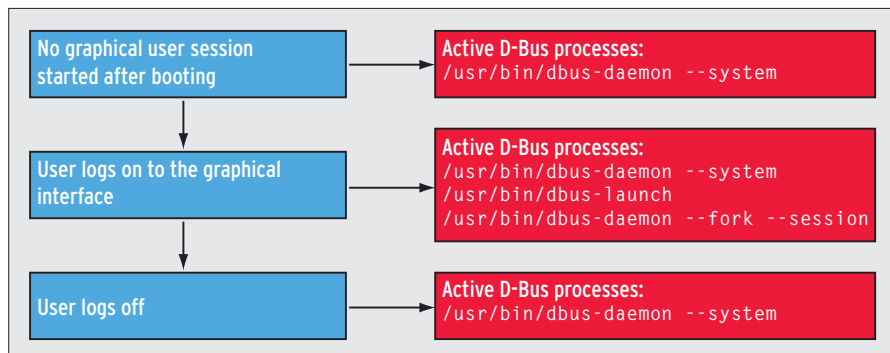 No graphical user session
started after booting
Active D-Bus processes:
/usr/bin/dbus-daemon --system
User logs on to the graphical
interface
Active D-Bus processes:
/usr/bin/dbus-daemon --system
/usr/bin/dbus-launch
/usr/bin/dbus-daemon --fork --session
User logs off
Active D-Bus processes:
/usr/bin/dbus-daemon --system